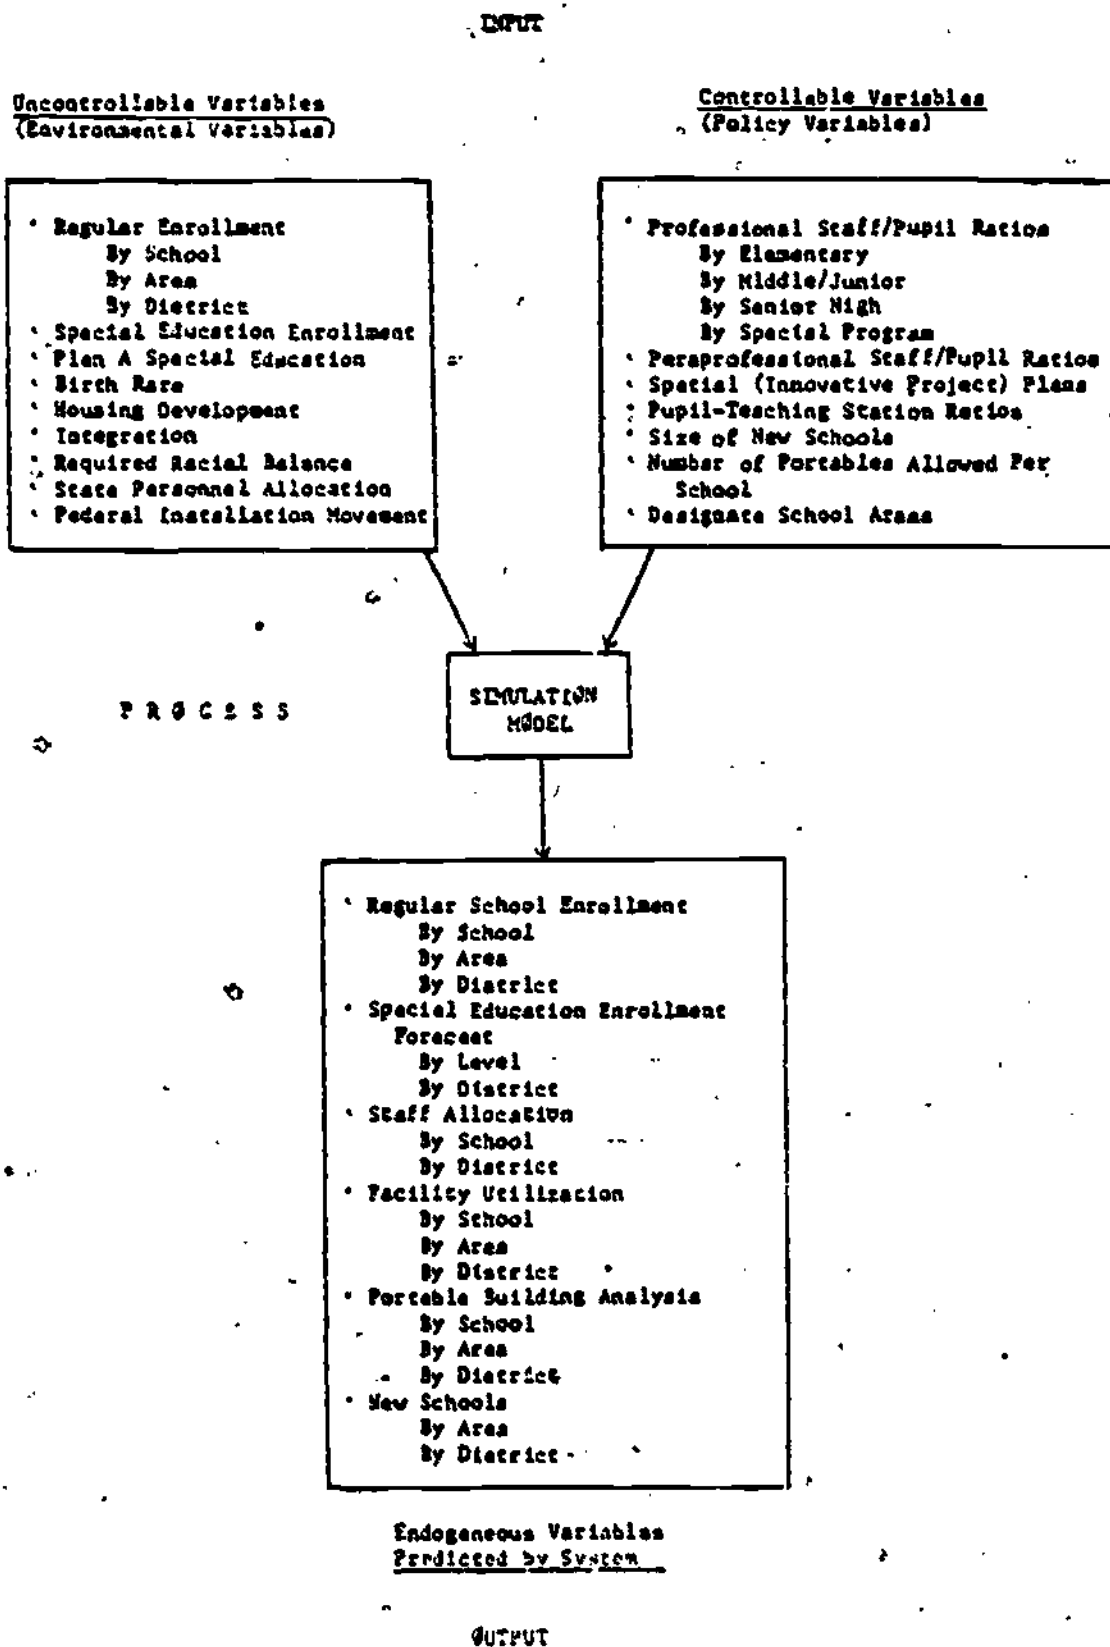 INPUT
Uncontrollable Variables
(Environmental Variables)
Controllable Variables
(Policy Variables)
· Regular Enrollment
By School
By Area
By District
· Special Education Enrollment
· Plan A Special Education
· Birth Rare
· Housing Development
· Integration
· Required Racial Balance
· State Personnel Allocation
· Federal Installation Movement
· Professional Staff/Pupil Ratios
By Elementary
By Middle/Junior
By Senior High
By Special Program
· Paraprofessional Staff/Pupil Ratios
· Special (Innovative Project) Plans
· Pupil-Teaching Station Ratios
· Size of New Schools
· Number of Portables Allowed Per
School
· Designate School Areas
PROCESS
SIMULATION
MODEL
· Regular School Enrollment
By School
By Area
By District
· Special Education Enrollment
Forecast
By Level
By District
· Staff Allocation
By School
By District
· Facility Utilization
By School
By Area
By District
· Portable Building Analysis
By School
By Area
By District
· New Schools
By Area
By District
Endogeneous Variables
Predicted by System
OUTPUT